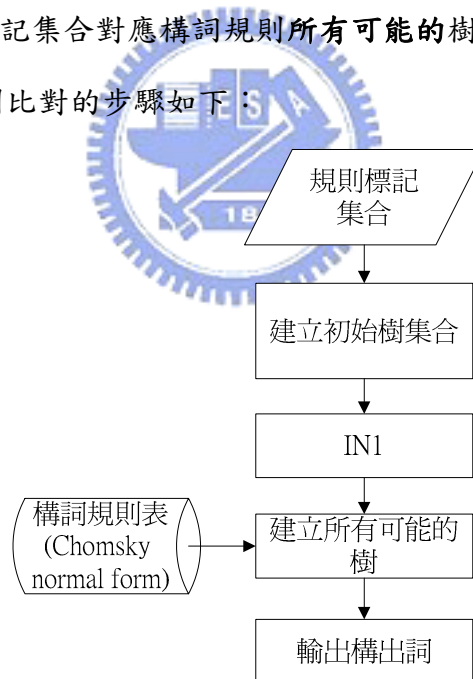 記集合對應構詞規則所有可能的樹
比對的步驟如下：
ESA
18
規則標記
集合
建立初始樹集合
IN1
構詞規則表
(Chomsky
normal form)
建立所有可能的
樹
輸出構出詞